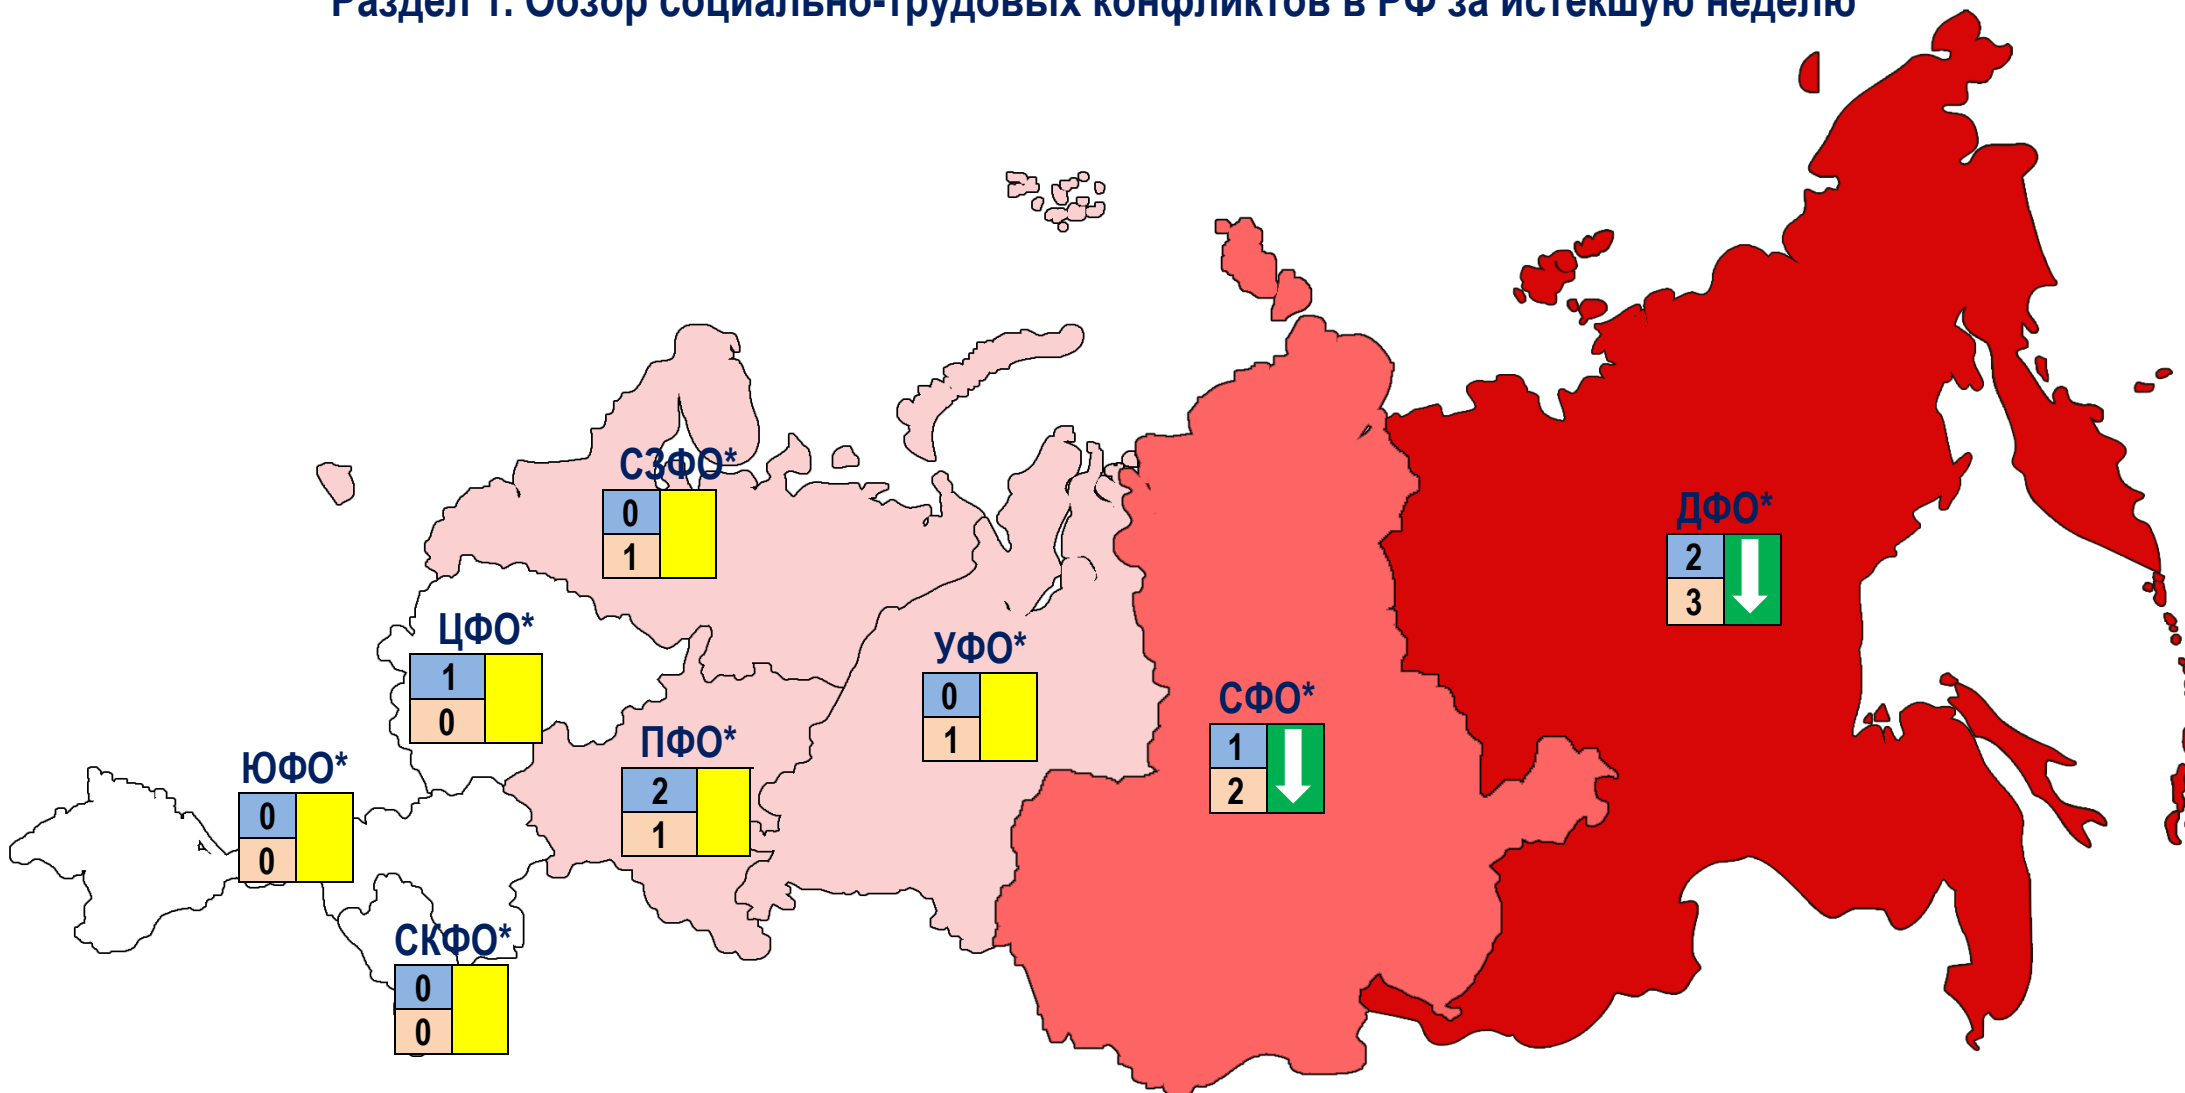 Раздел 1. Обзор социально-трудовых конфликтов в РФ за истекшую неделю
СЗФО*
0
1
ДФО*
2
3
ЦФО*
1
0
УФО*
0
1
СФО*
1
2
ПФО*
2
1
ЮФО*
0
0
СКФО*
0
0